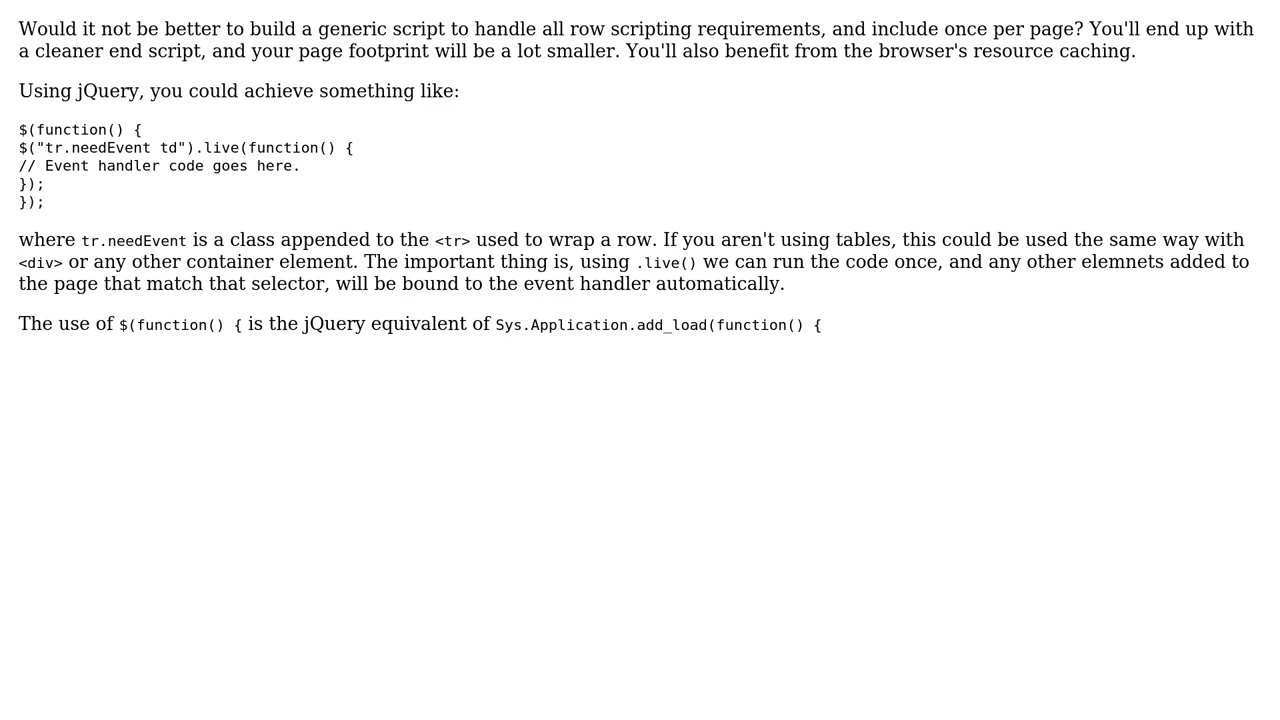 Would it not be better to build a generic script to handle all row scripting requirements, and include once per page? You'll end up with
a cleaner end script, and your page footprint will be a lot smaller. You'll also benefit from the browser's resource caching.
Using jQuery, you could achieve something like:
$(function() {
$("tr.needEvent td").live(function() {
// Event handler code goes here.
});
});
where tr.needEvent is a class appended to the <tr> used to wrap a row. If you aren't using tables, this could be used the same way with
<div> or any other container element. The important thing is, using .live() we can run the code once, and any other elemnets added to
the page that match that selector, will be bound to the event handler automatically.
The use of $(function() { is the jQuery equivalent of Sys.Application.add_load(function() {